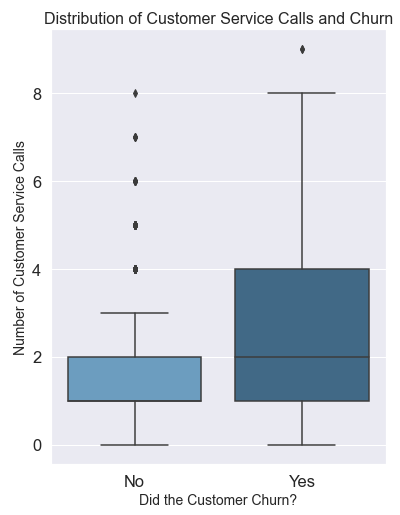 Distribution of Customer Service Calls and Churn
Number of Customer Service Calls
8
6
4
2
0
No
Yes
Did the Customer Churn?